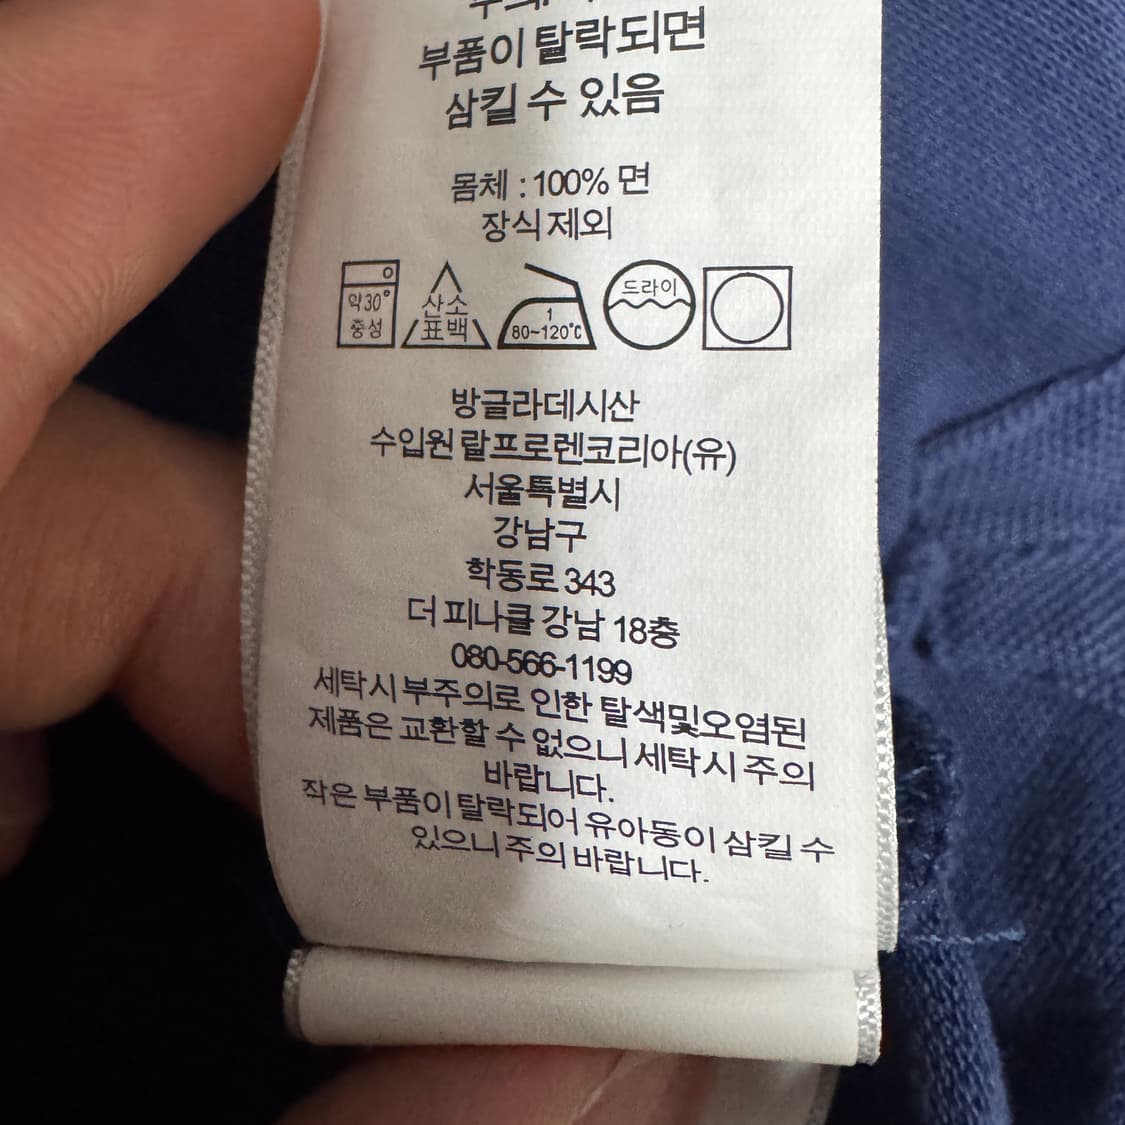 부품이 탈락되면
삼킬 수 있음
몸체 : 100% 면
장식 제외
약30°
중성
산소
표백
1
80~120℃
드라이
방글라데시산
수입원 랄프로렌코리아(유)
서울특별시
강남구
학동로 343
더 피나클 강남 18층
080-566-1199
세탁시 부주의로 인한 탈색및오염된
제품은 교환할 수 없으니 세탁시 주의
바랍니다.
작은 부품이 탈락되어 유아동이 삼킬 수
있으니 주의 바랍니다.